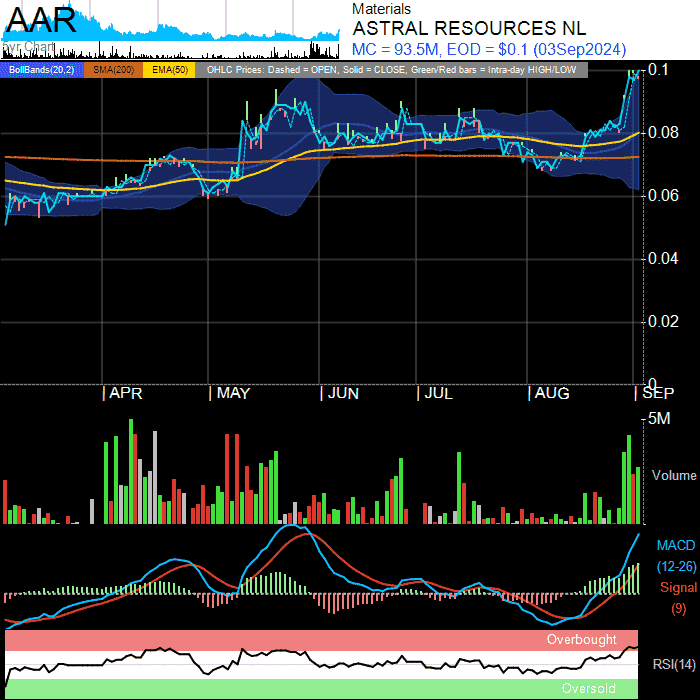 AAR
Materials
ASTRAL RESOURCES NL
5yr Chart
MC = 93.5M, EOD = $0.1 (03Sep2024)
BollBands(20,2) SMA(200) EMA(50) OHLC Prices: Dashed = OPEN, Solid = CLOSE, Green/Red bars = Intra-day HIGH/LOW
0.1
0.08
0.06
0.04
0.02
0
APR MAY JUN JUL AUG SEP
5M
Volume
MACD
(12-26)
Signal
(9)
Overbought
RSI(14)
Oversold